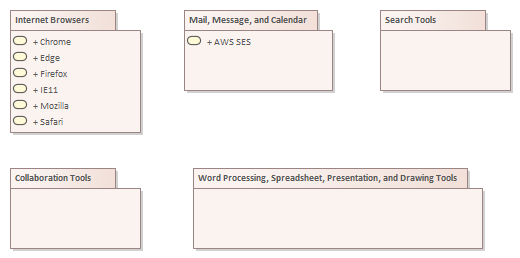 Internet Browsers
+ Chrome
+ Edge
+ Firefox
+ IE11
+ Mozilla
+ Safari
Mail, Message, and Calendar
+ AWS SES
Search Tools
Collaboration Tools
Word Processing, Spreadsheet, Presentation, and Drawing Tools